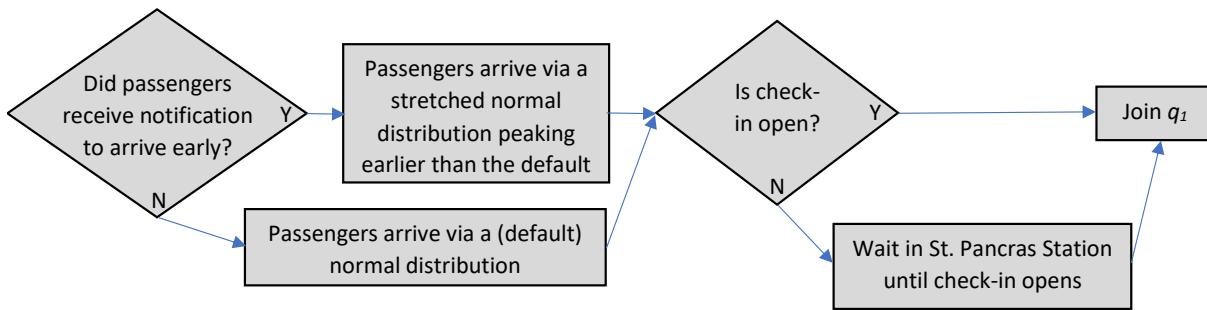 Did passengers
receive notification
to arrive early?
Y
N
Passengers arrive via a
stretched normal
distribution peaking
earlier than the default
Passengers arrive via a (default)
normal distribution
Is check-
in open?
Y
N
Wait in St. Pancras Station
until check-in opens
Join q₁